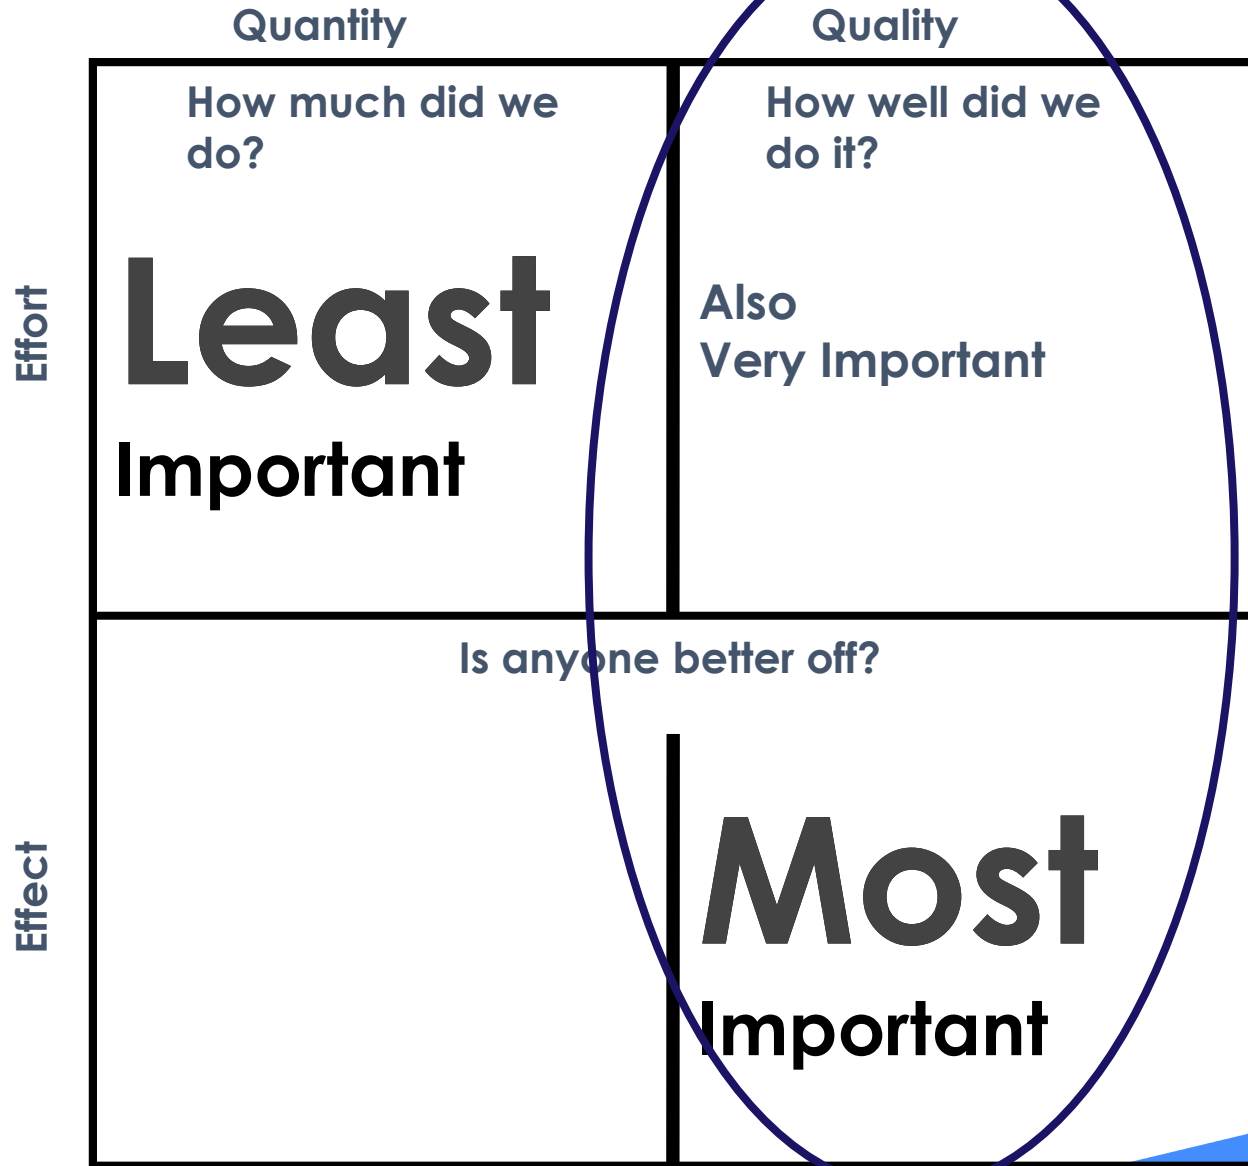 Quantity
Quality
How much did we
do?
How well did we
do it?
Effort
Least
Important
Also
Very Important
Is anyone better off?
Effect
Most
Important